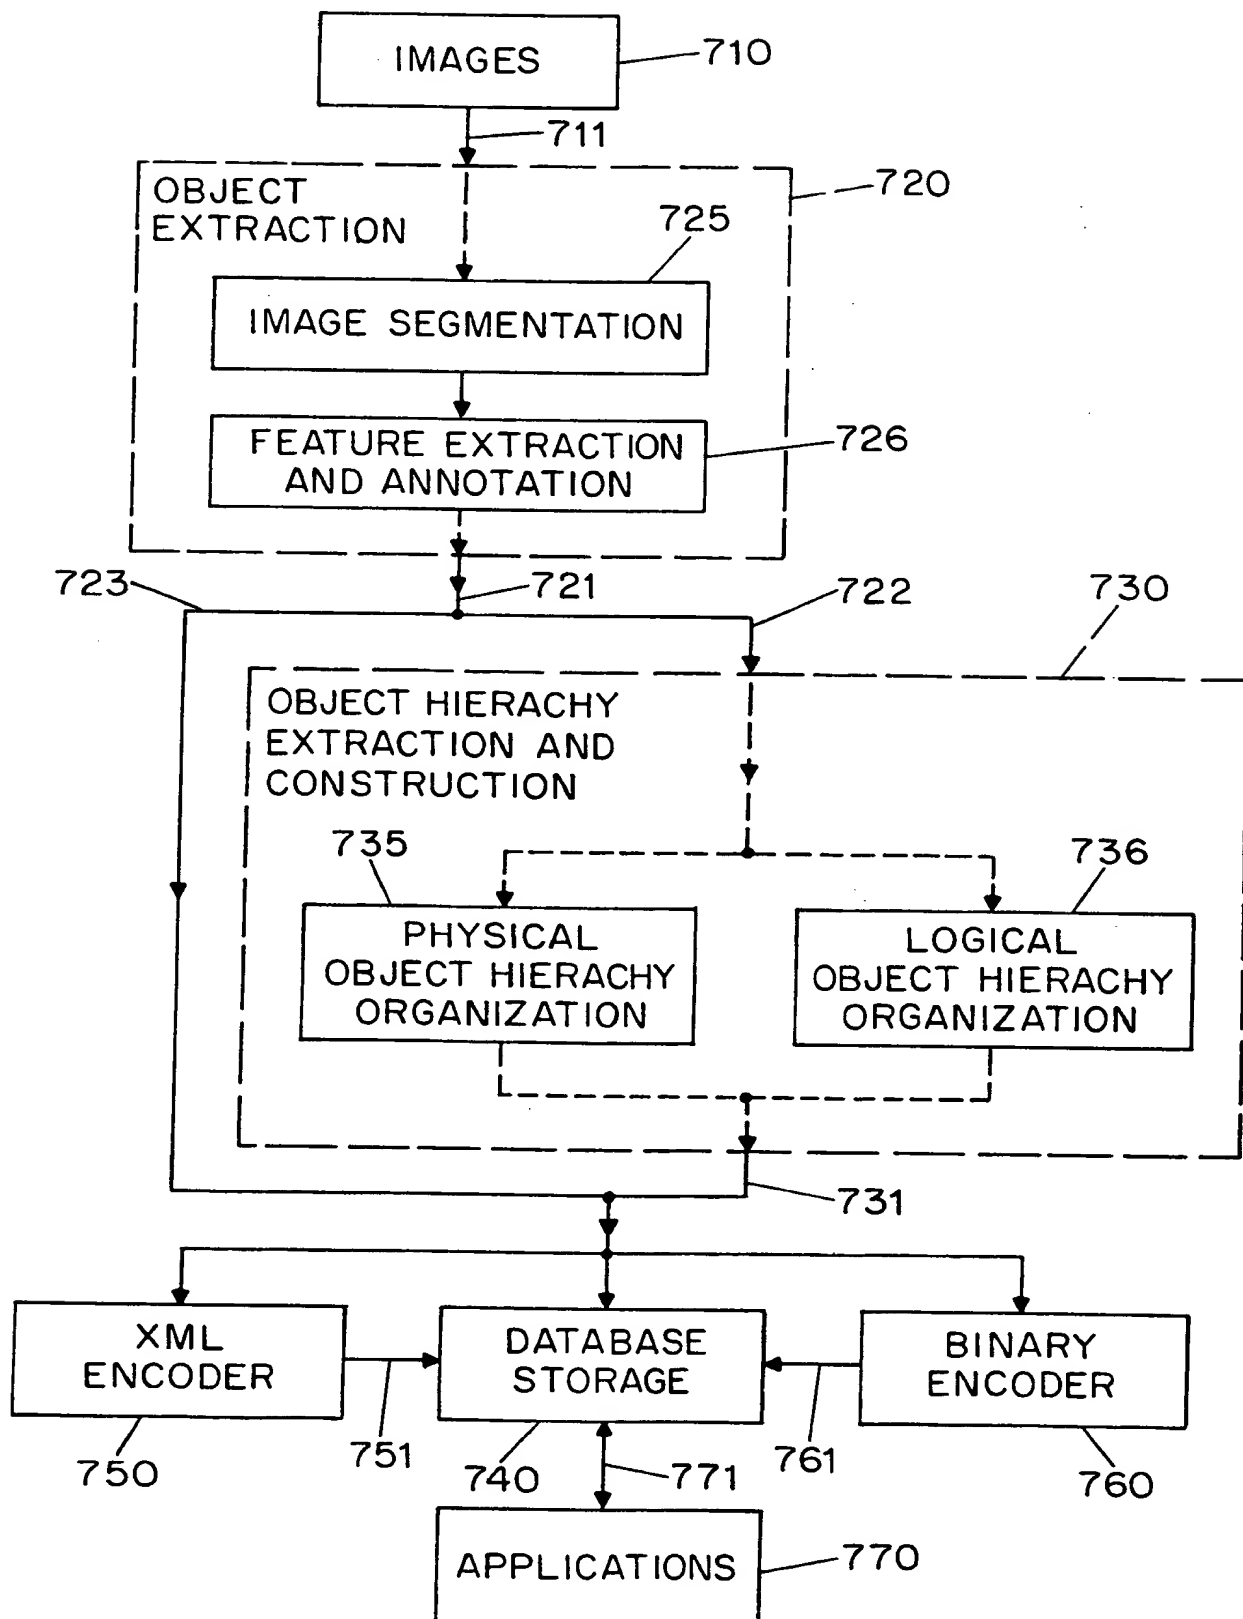 IMAGES
710
711
OBJECT
EXTRACTION
720
725
IMAGE SEGMENTATION
FEATURE EXTRACTION
AND ANNOTATION
726
723
721
722
730
OBJECT HIERACHY
EXTRACTION AND
CONSTRUCTION
735
736
PHYSICAL
OBJECT HIERACHY
ORGANIZATION
LOGICAL
OBJECT HIERACHY
ORGANIZATION
731
XML
ENCODER
DATABASE
STORAGE
BINARY
ENCODER
750
751
740
771
761
760
APPLICATIONS
770